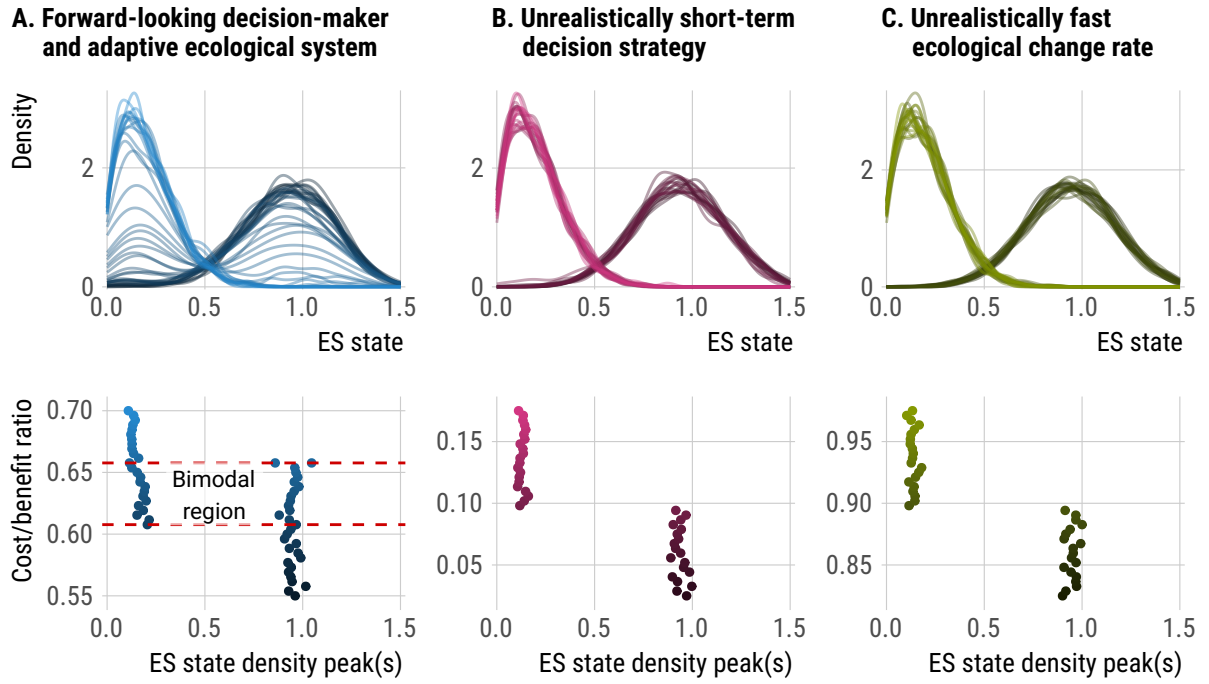 A. Forward-looking decision-maker
and adaptive ecological system
B. Unrealistically short-term
decision strategy
C. Unrealistically fast
ecological change rate
Density
2
0
0.0 0.5 1.0 1.5
ES state
2
0
0.0 0.5 1.0 1.5
ES state
2
0
0.0 0.5 1.0 1.5
ES state
Cost/benefit ratio
0.70
0.65
0.60
0.55
Bimodal
region
0.0 0.5 1.0 1.5
ES state density peak(s)
0.15
0.10
0.05
0.0 0.5 1.0 1.5
ES state density peak(s)
0.95
0.90
0.85
0.0 0.5 1.0 1.5
ES state density peak(s)